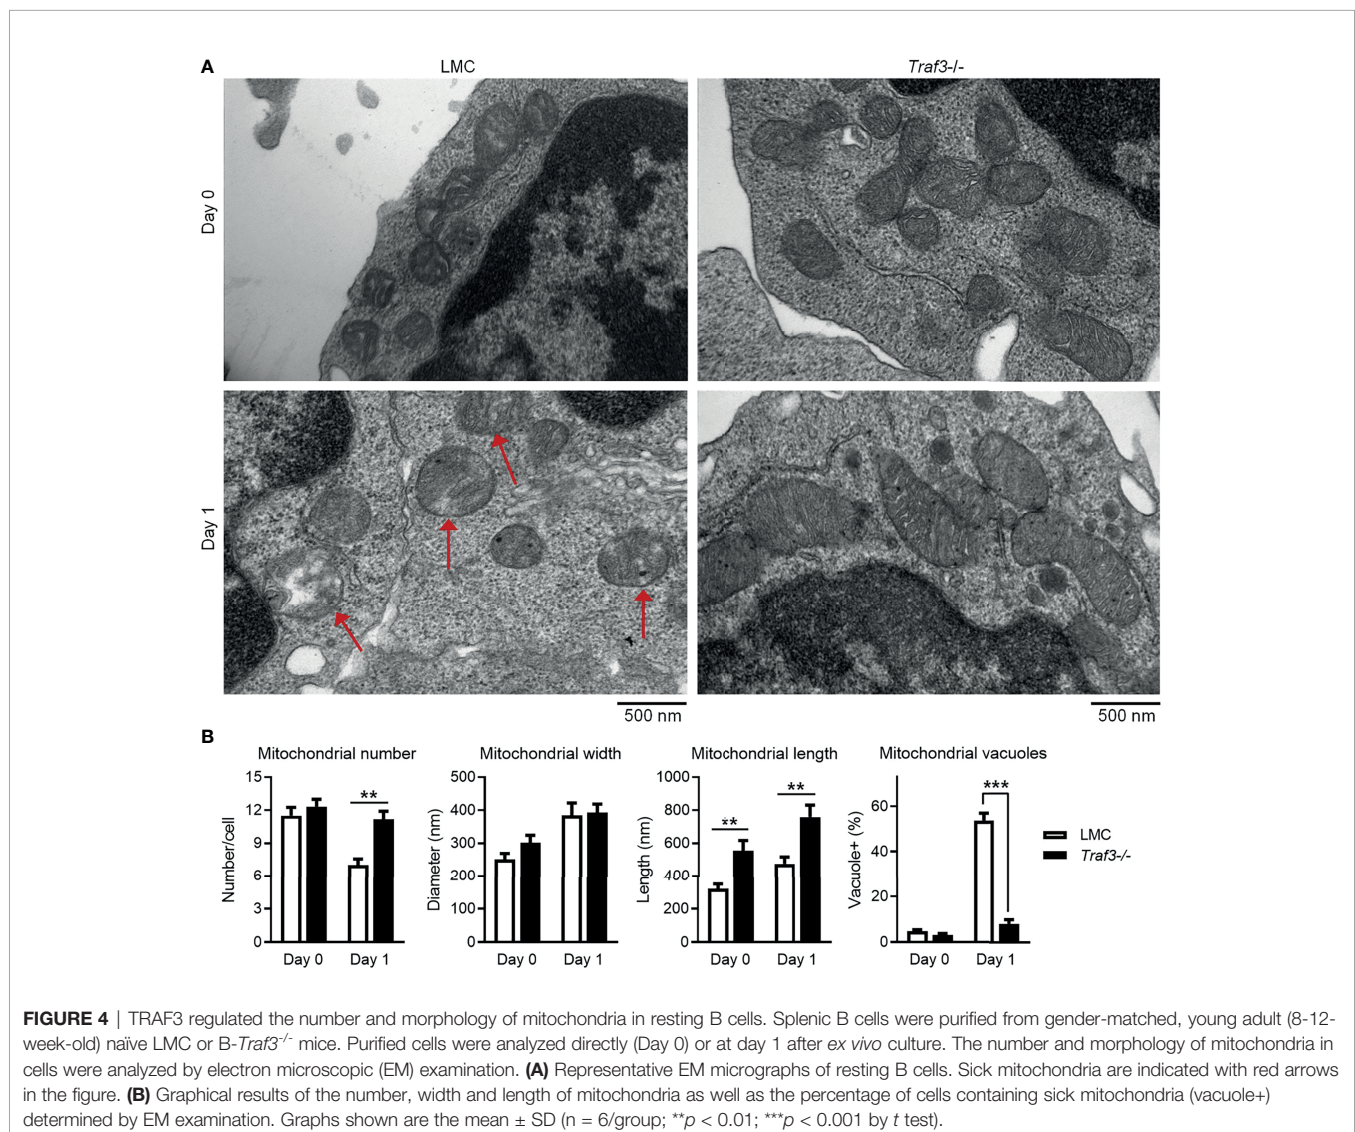 A
LMC
Traf3-/-
Day 0
Day 1
500 nm
500 nm
B
Mitochondrial number
Mitochondrial width
Mitochondrial length
Mitochondrial vacuoles
15
12
9
6
3
0
Number/cell
**
Day 0
Day 1
500
400
300
200
100
0
Diameter (nm)
Day 0
Day 1
1000
800
600
400
200
0
Length (nm)
**
**
Day 0
Day 1
60
40
20
0
Vacuole+ (%)
***
Day 0
Day 1
LMC
Traf3-/-
FIGURE 4 | TRAF3 regulated the number and morphology of mitochondria in resting B cells. Splenic B cells were purified from gender-matched, young adult (8-12-
week-old) naïve LMC or B-Traf3-/- mice. Purified cells were analyzed directly (Day 0) or at day 1 after ex vivo culture. The number and morphology of mitochondria in
cells were analyzed by electron microscopic (EM) examination. (A) Representative EM micrographs of resting B cells. Sick mitochondria are indicated with red arrows
in the figure. (B) Graphical results of the number, width and length of mitochondria as well as the percentage of cells containing sick mitochondria (vacuole+)
determined by EM examination. Graphs shown are the mean ± SD (n = 6/group; **p < 0.01; ***p < 0.001 by t test).